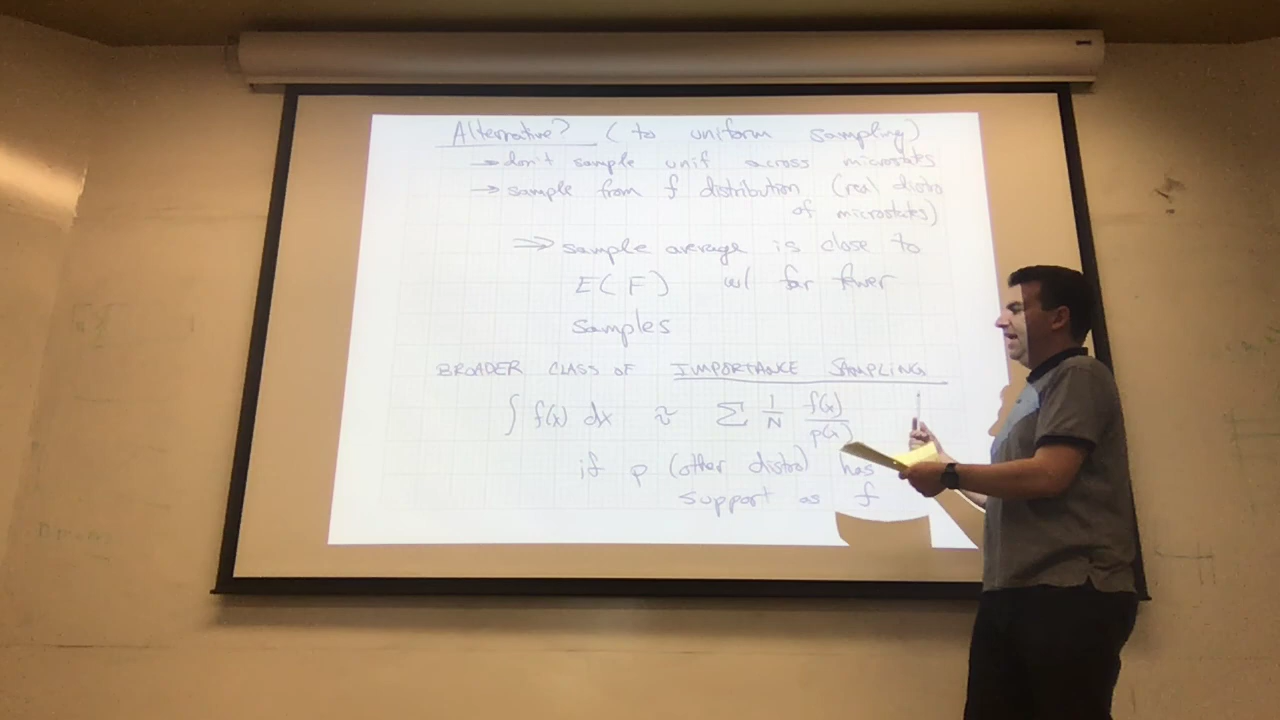 Alternative? (to uniform sampling)
→ don't sample unif across microstates
→ sample from f distribution (real distro
of microstates)
⇒ sample average is close to
E(F) w/ far fewer
samples
BROADER CLASS OF IMPORTANCE SAMPLING
∫ f(x) dx ≈ Σ 1/N f(x)/p(x)
if p (other distro) has
support as f